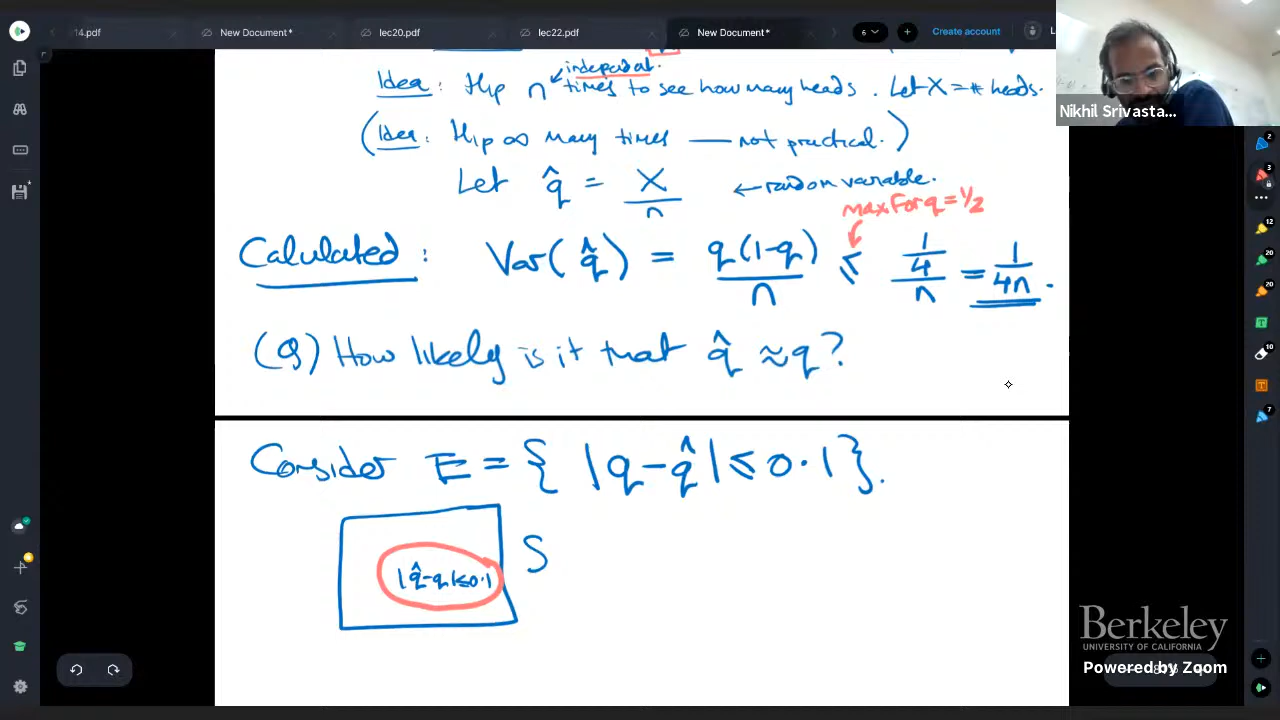 14.pdf
New Document*
lec20.pdf
lec22.pdf
New Document*
6
Create account
independent.
Idea: Flip n times to see how many heads. Let X = # heads.
(Idea: Flip ∞ many times — not practical.)
Let q̂ = X/n ← random variable.
max for q = 1/2
Calculated: Var(q̂) = q(1-q)/n ≤ 1/4/n = 1/4n.
(Q) How likely is it that q̂ ≈ q?
Consider E = { |q - q̂| ≤ 0.1 }.
|q̂-q| ≤ 0.1
S
Nikhil Srivasta...
Berkeley
UNIVERSITY OF CALIFORNIA
Powered by Zoom